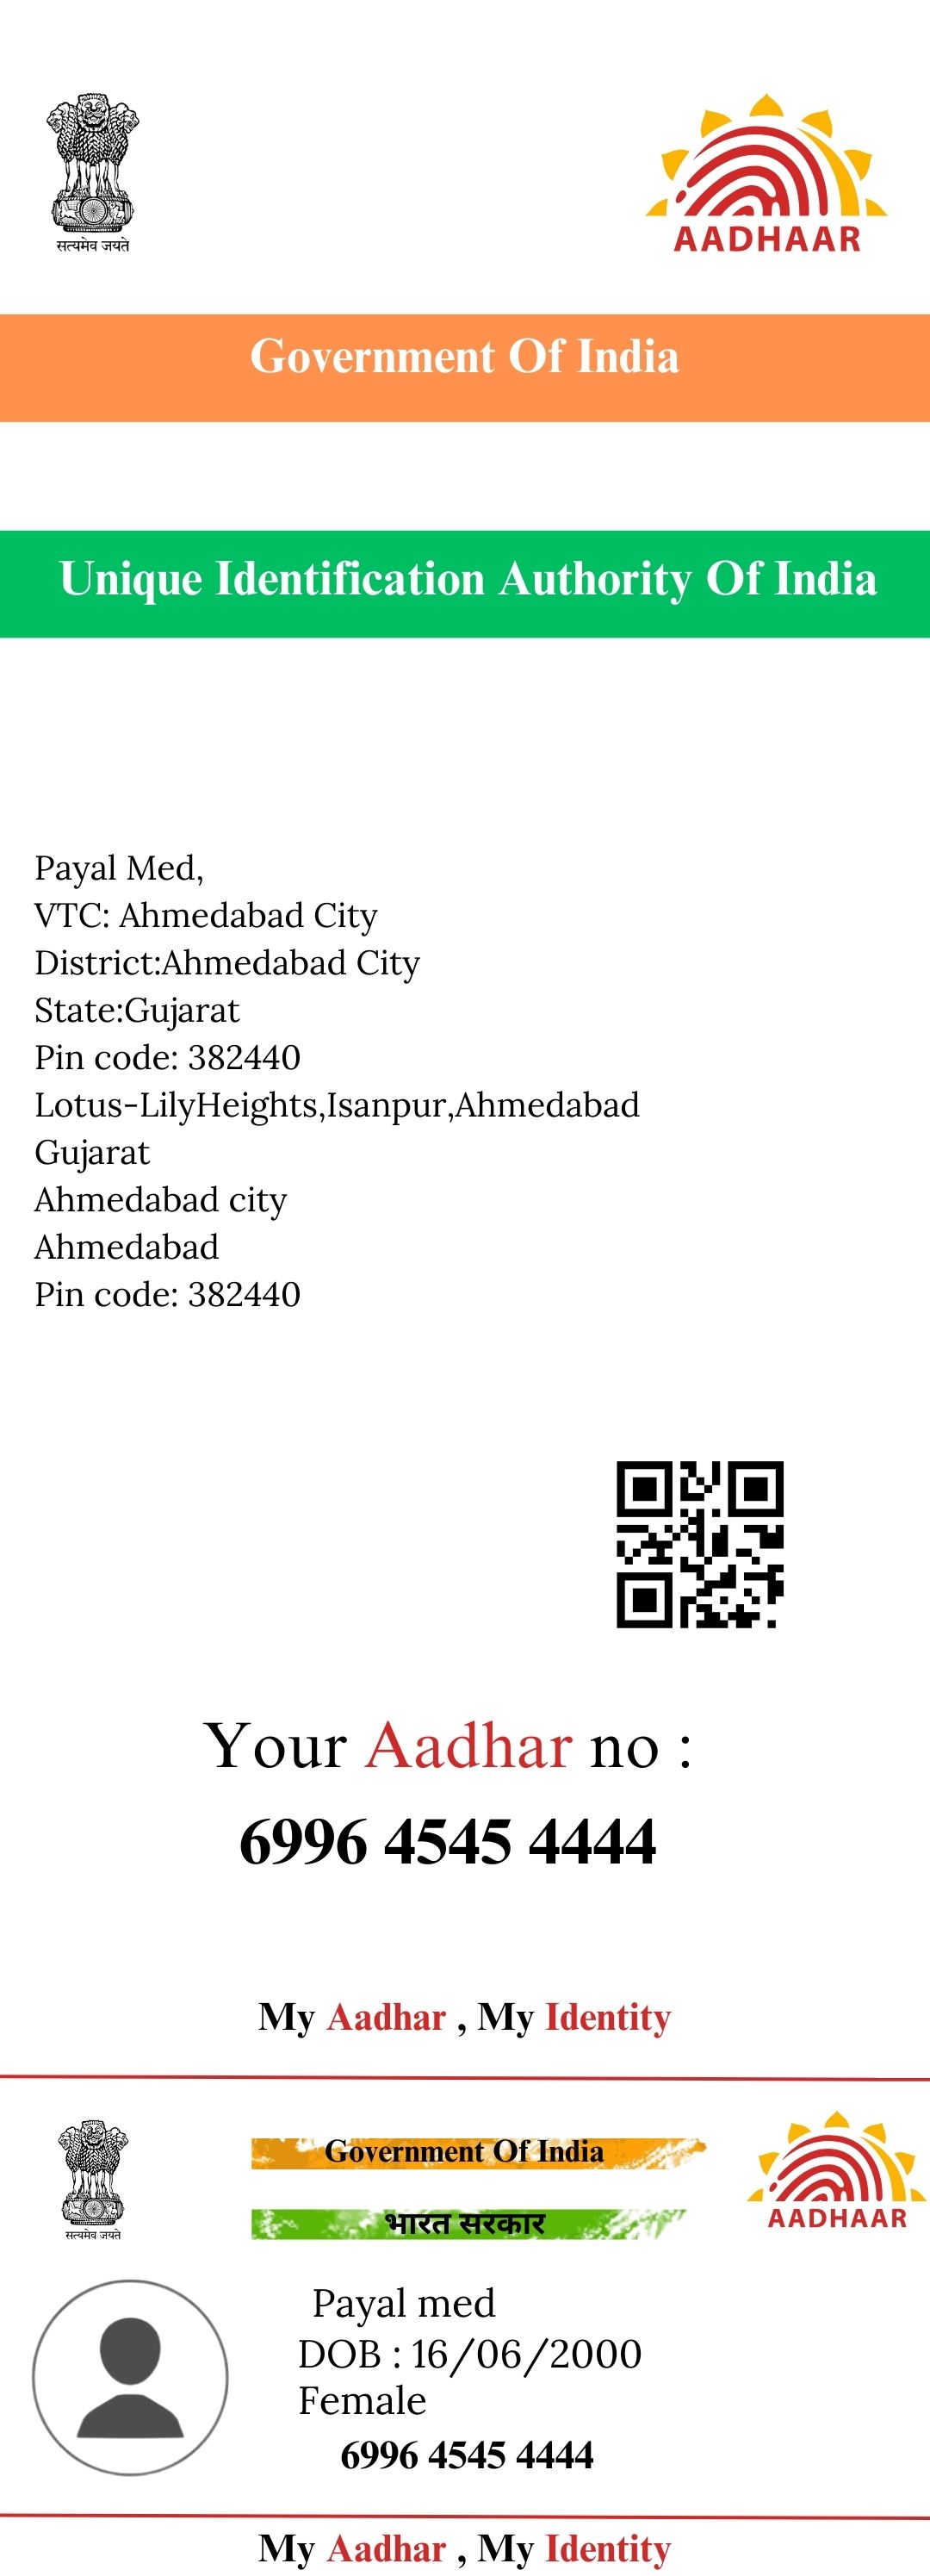 सत्यमेव जयते
AADHAAR
Government Of India
Unique Identification Authority Of India
Payal Med,
VTC: Ahmedabad City
District:Ahmedabad City
State:Gujarat
Pin code: 382440
Lotus-LilyHeights,Isanpur,Ahmedabad
Gujarat
Ahmedabad city
Ahmedabad
Pin code: 382440
Your Aadhar no :
6996 4545 4444
My Aadhar , My Identity
Government Of India
भारत सरकार
सत्यमेव जयते
AADHAAR
Payal med
DOB : 16/06/2000
Female
6996 4545 4444
My Aadhar , My Identity